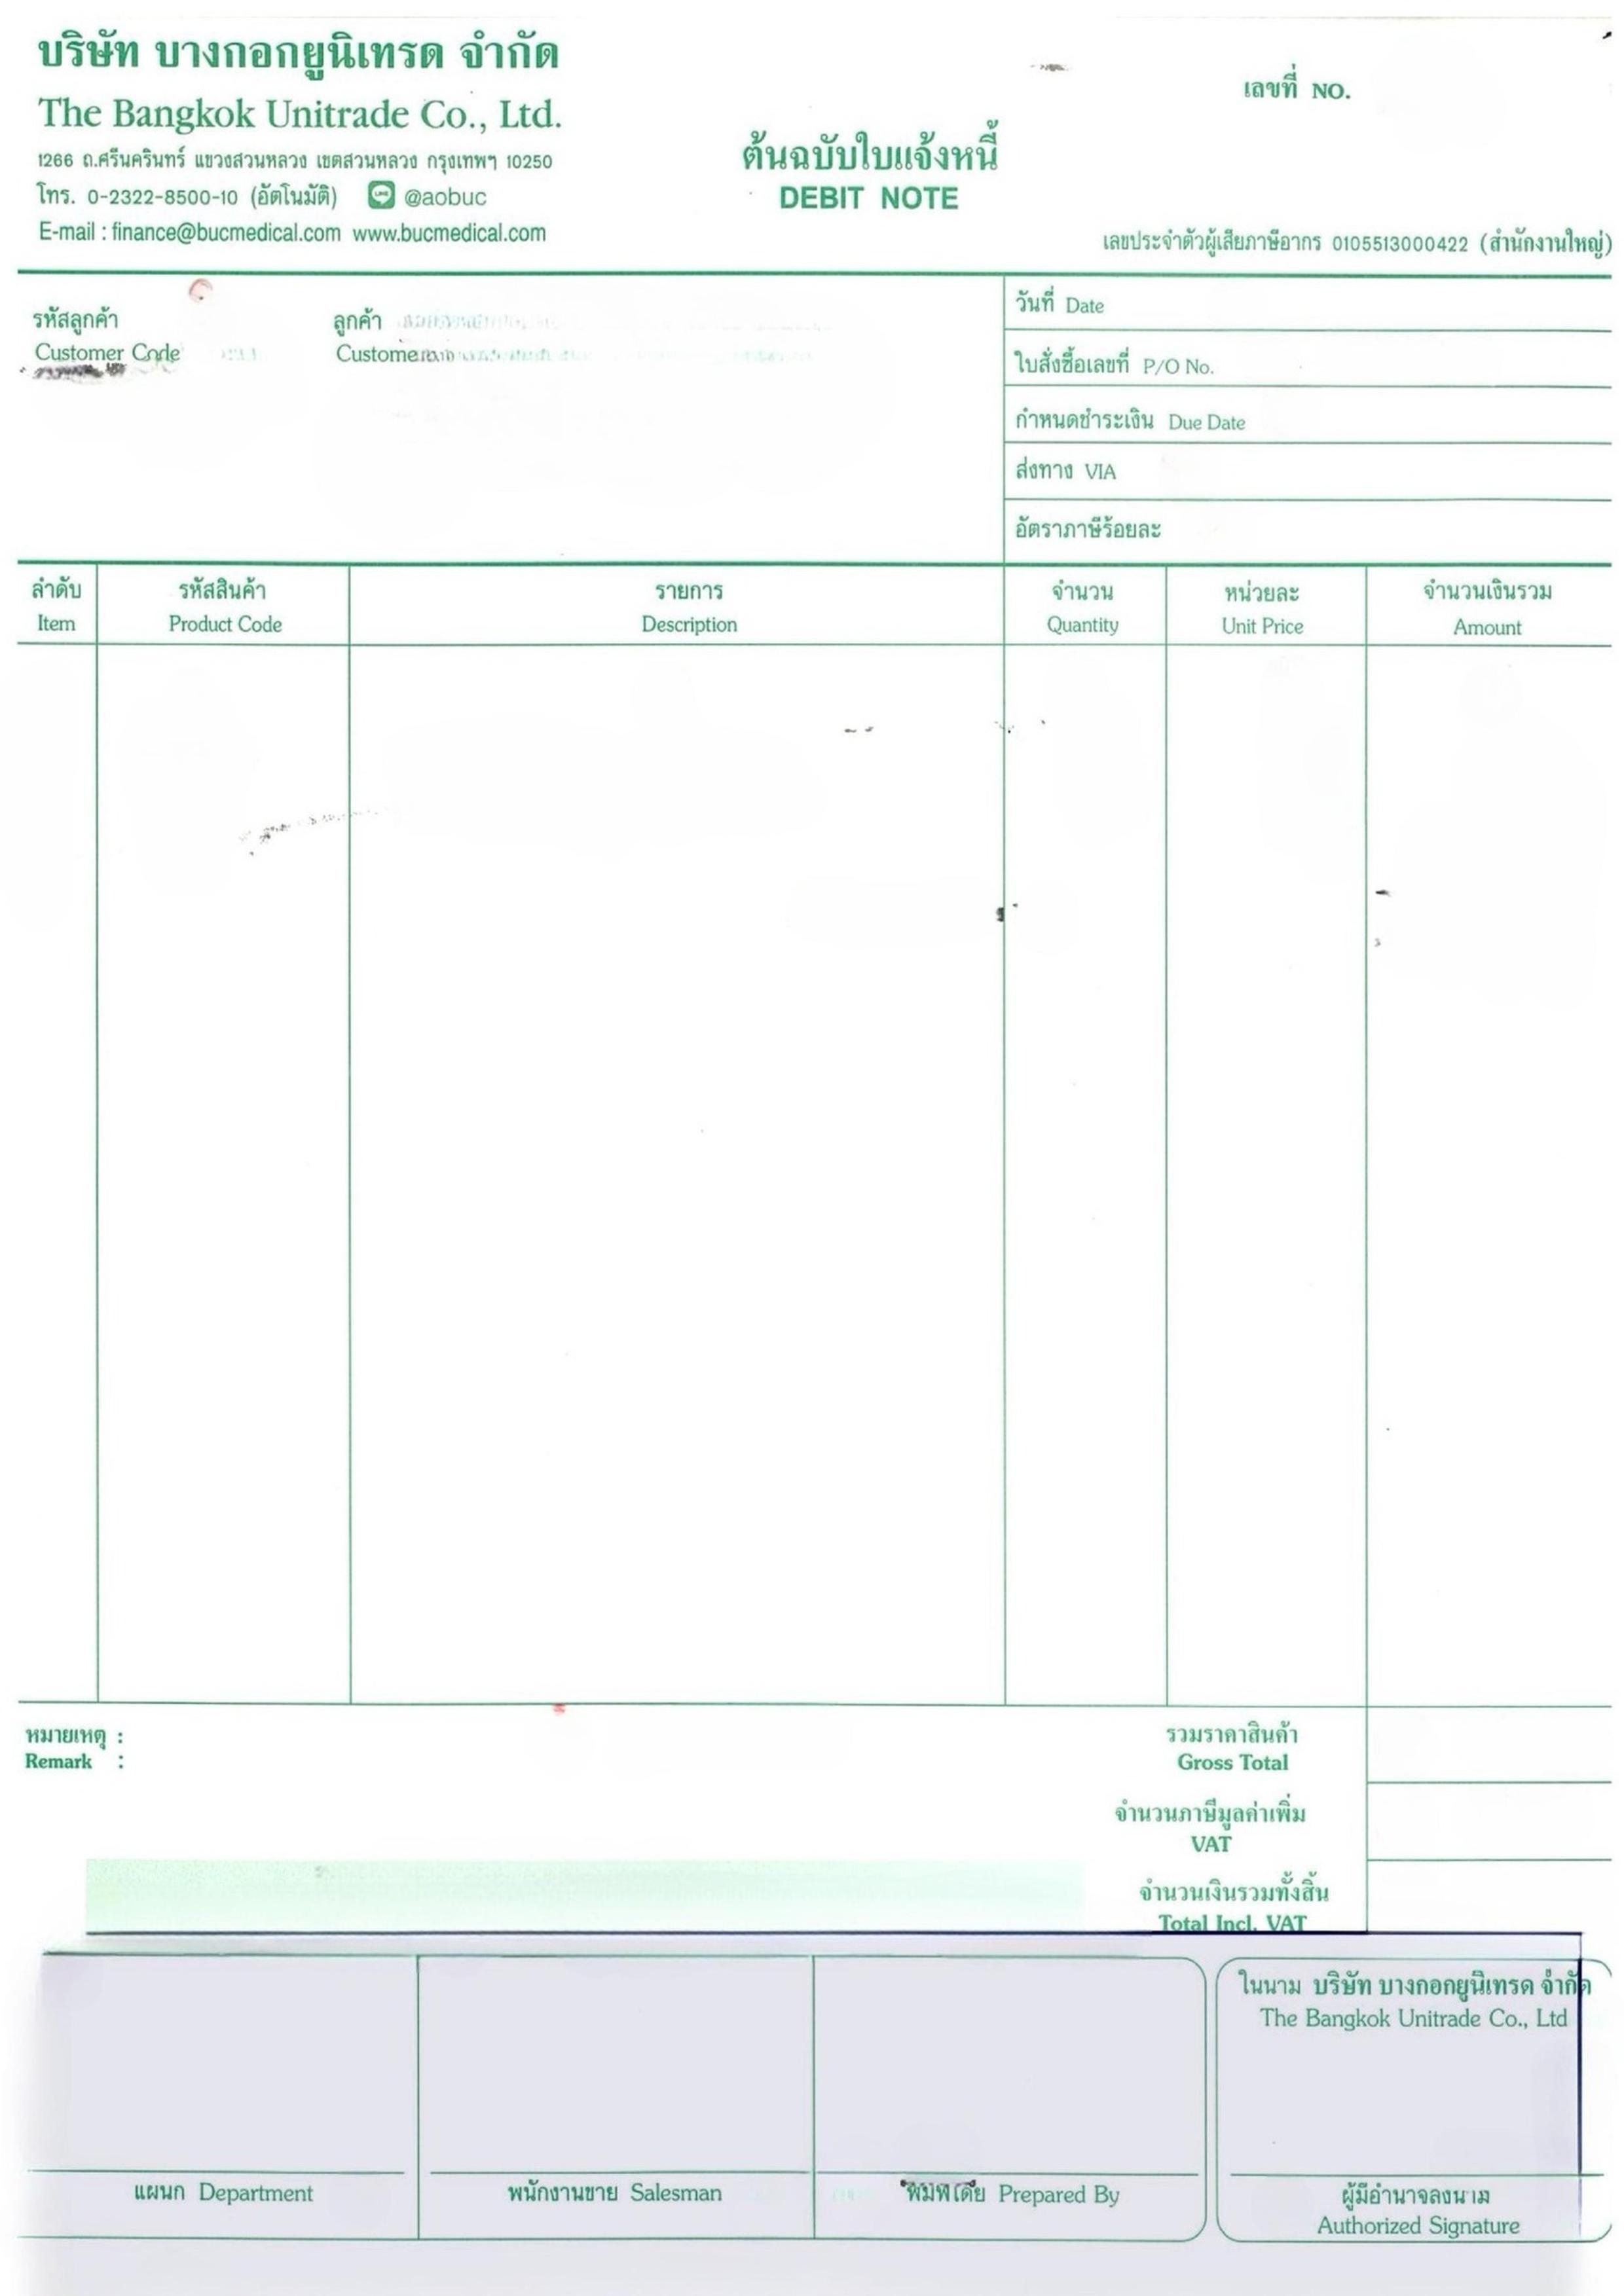 บริษัท บางกอกยูนิเทรด จำกัด
The Bangkok Unitrade Co., Ltd.
1266 ถ.ศรีนครินทร์ แขวงสวนหลวง เขตสวนหลวง กรุงเทพฯ 10250
โทร. 0-2322-8500-10 (อัตโนมัติ) LINE @aobuc
E-mail : finance@bucmedical.com www.bucmedical.com
ต้นฉบับใบแจ้งหนี้
DEBIT NOTE
เลขที่ NO.
เลขประจำตัวผู้เสียภาษีอากร 0105513000422 (สำนักงานใหญ่)
รหัสลูกค้า
Customer Code
ลูกค้า
Custome
วันที่ Date
ใบสั่งซื้อเลขที่ P/O No.
กำหนดชำระเงิน Due Date
ส่งทาง VIA
อัตราภาษีร้อยละ
ลำดับ รหัสสินค้า รายการ จำนวน หน่วยละ จำนวนเงินรวม
Item Product Code Description Quantity Unit Price Amount
หมายเหตุ :
Remark :
รวมราคาสินค้า
Gross Total
จำนวนภาษีมูลค่าเพิ่ม
VAT
จำนวนเงินรวมทั้งสิ้น
Total Incl. VAT
ในนาม บริษัท บางกอกยูนิเทรด จำกัด
The Bangkok Unitrade Co., Ltd
แผนก Department
พนักงานขาย Salesman
พิมพ์โดย Prepared By
ผู้มีอำนาจลงนาม
Authorized Signature